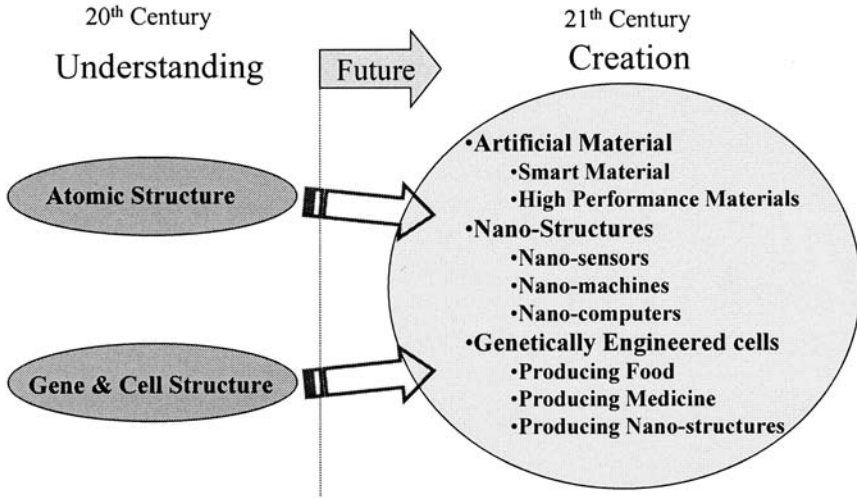 20th Century
Understanding
Future
21th Century
Creation
Atomic Structure
Gene & Cell Structure
•Artificial Material
•Smart Material
•High Performance Materials
•Nano-Structures
•Nano-sensors
•Nano-machines
•Nano-computers
•Genetically Engineered cells
•Producing Food
•Producing Medicine
•Producing Nano-structures